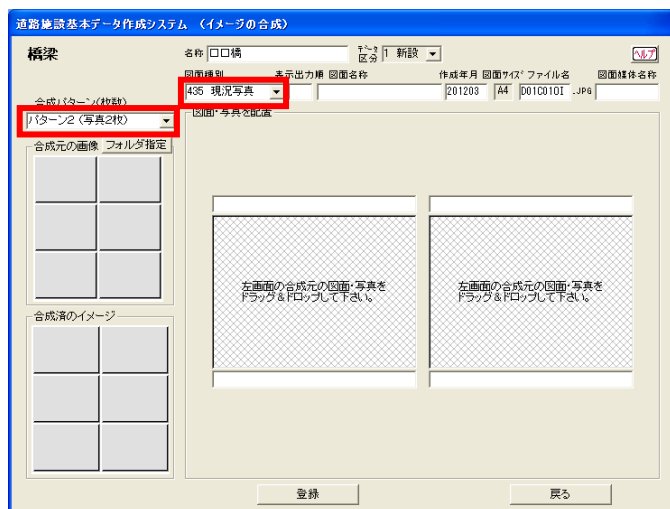 道路施設基本データ作成システム （イメージの合成）
橋梁
名称 口口橋 データ区分 1 新設 ヘルプ
図面種別 表示出力順 図面名称 作成年月 図面サイズ ファイル名 図面媒体名称
435 現況写真 201203 A4 D01C010I .JPG
合成パターン(枚数)
パターン2 (写真2枚)
図面・写真を配置
合成元の画像 フォルダ指定
左画面の合成元の図面・写真を
ドラッグ＆ドロップして下さい。
左画面の合成元の図面・写真を
ドラッグ＆ドロップして下さい。
合成済のイメージ
登録 戻る